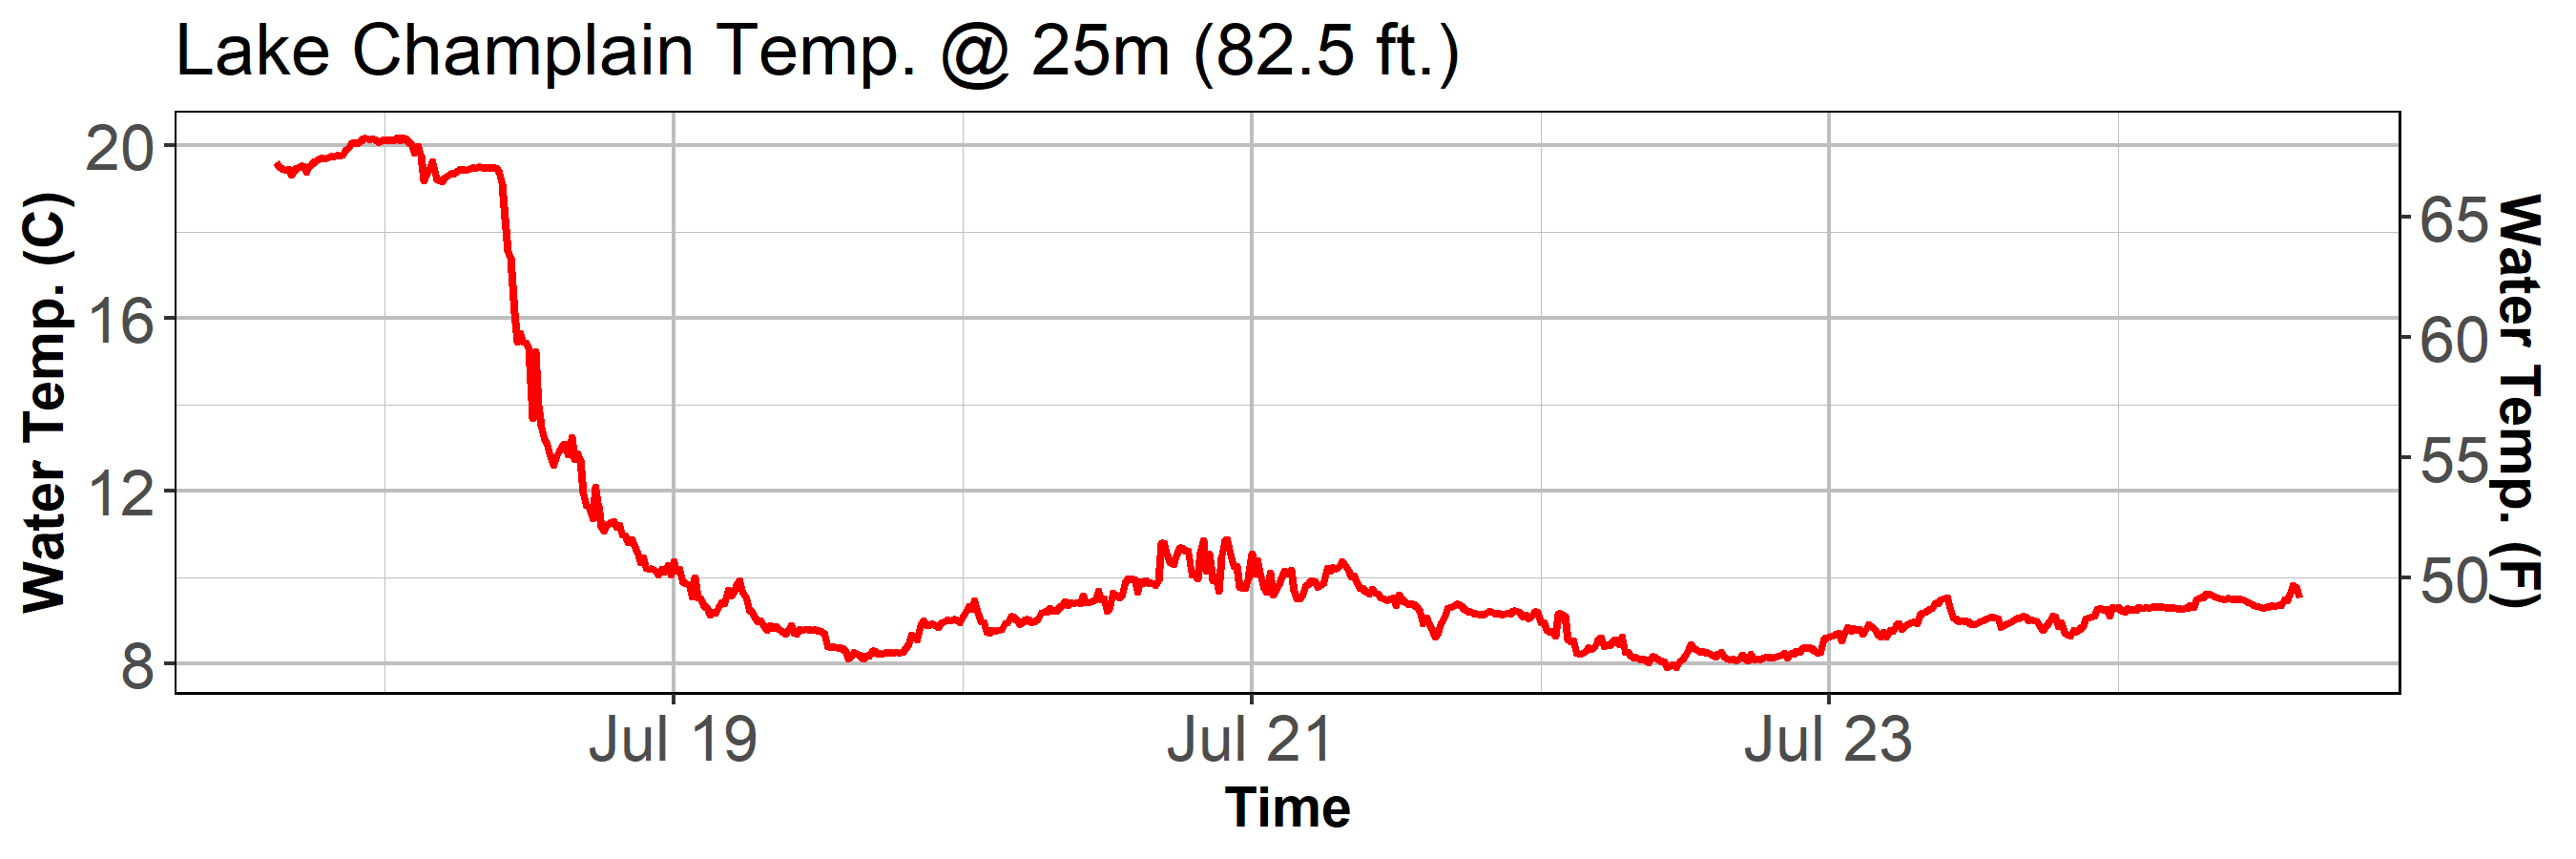 Lake Champlain Temp. @ 25m (82.5 ft.)
Water Temp. (C)
20
16
12
8
65
60
55
50
Water Temp. (F)
Jul 19
Jul 21
Jul 23
Time